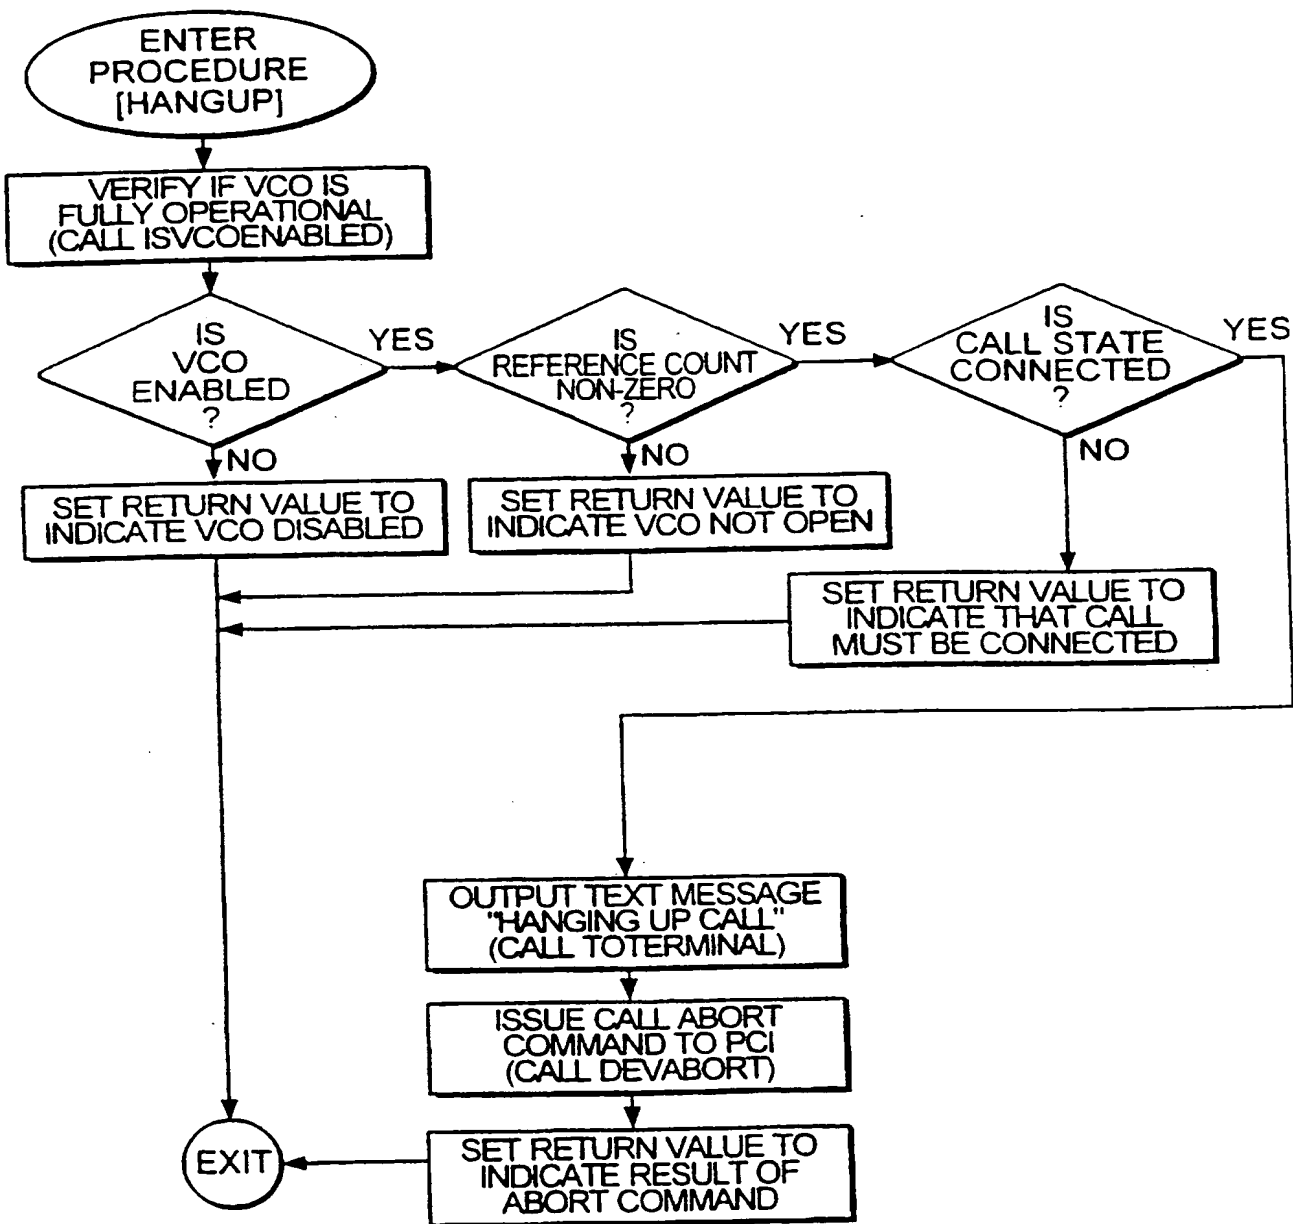 ENTER
PROCEDURE
[HANGUP]
VERIFY IF VCO IS
FULLY OPERATIONAL
(CALL ISVCOENABLED)
IS
VCO
ENABLED
?
YES
NO
IS
REFERENCE COUNT
NON-ZERO
?
YES
NO
IS
CALL STATE
CONNECTED
?
YES
NO
SET RETURN VALUE TO
INDICATE VCO DISABLED
SET RETURN VALUE TO
INDICATE VCO NOT OPEN
SET RETURN VALUE TO
INDICATE THAT CALL
MUST BE CONNECTED
OUTPUT TEXT MESSAGE
"HANGING UP CALL"
(CALL TOTERMINAL)
ISSUE CALL ABORT
COMMAND TO PCI
(CALL DEVABORT)
SET RETURN VALUE TO
INDICATE RESULT OF
ABORT COMMAND
EXIT